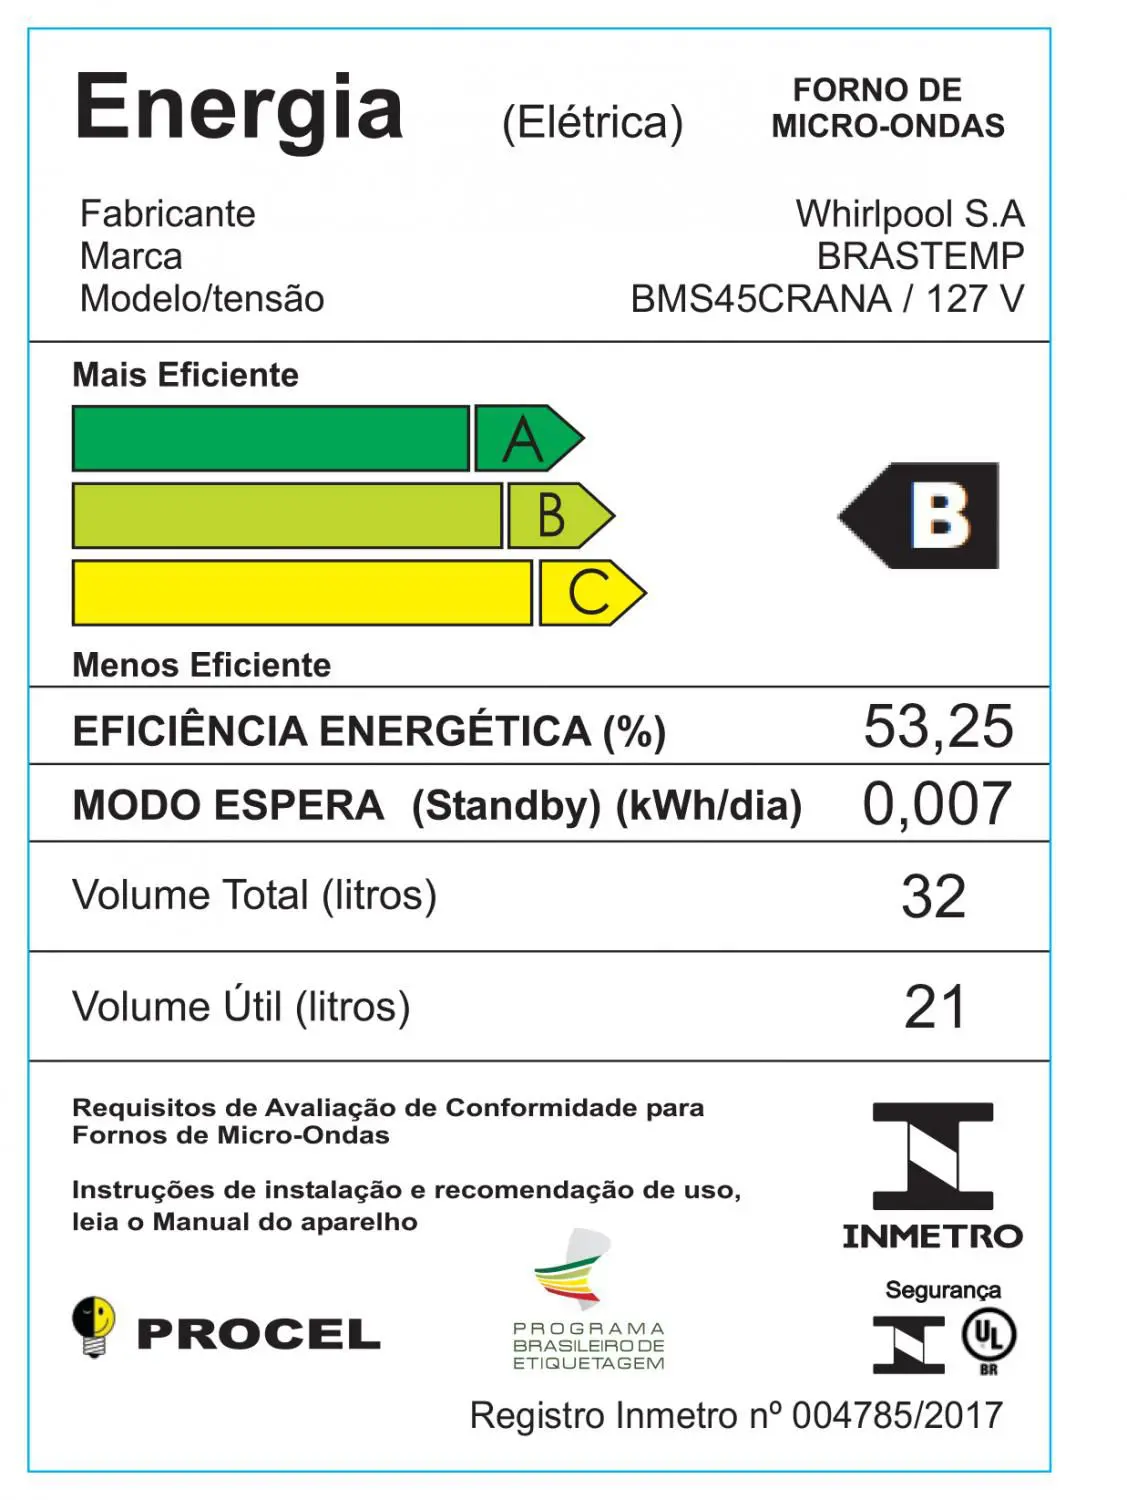 Energia (Elétrica) FORNO DE
MICRO-ONDAS
Fabricante Whirlpool S.A
Marca BRASTEMP
Modelo/tensão BMS45CRANA / 127 V
Mais Eficiente
A
B B
C
Menos Eficiente
EFICIÊNCIA ENERGÉTICA (%) 53,25
MODO ESPERA (Standby) (kWh/dia) 0,007
Volume Total (litros) 32
Volume Útil (litros) 21
Requisitos de Avaliação de Conformidade para
Fornos de Micro-Ondas
Instruções de instalação e recomendação de uso,
leia o Manual do aparelho
INMETRO
Segurança
PROCEL
PROGRAMA
BRASILEIRO DE
ETIQUETAGEM
UL
BR
Registro Inmetro nº 004785/2017